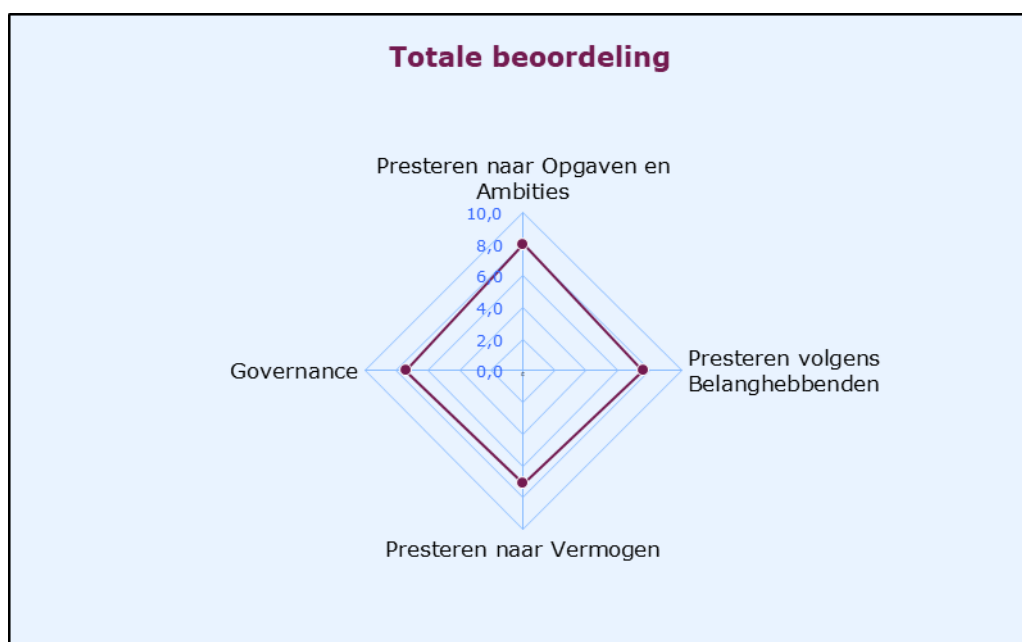 Totale beoordeling
Presteren naar Opgaven en
Ambities
10,0
8,0
6,0
4,0
2,0
0,0
Governance
Presteren volgens
Belanghebbenden
Presteren naar Vermogen